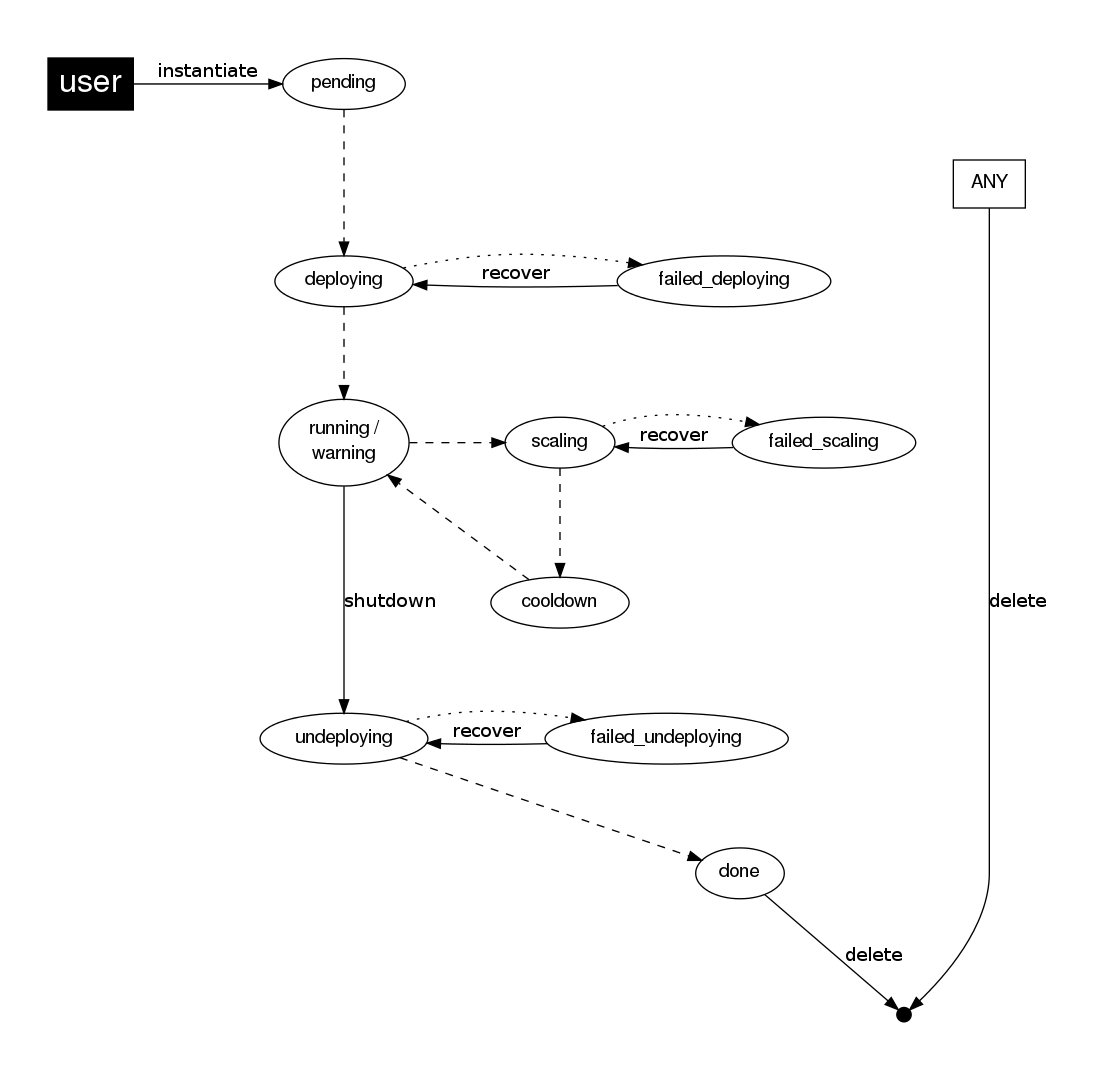 user
instantiate
pending
ANY
deploying
recover
failed_deploying
running /
warning
scaling
recover
failed_scaling
shutdown
cooldown
delete
undeploying
recover
failed_undeploying
done
delete